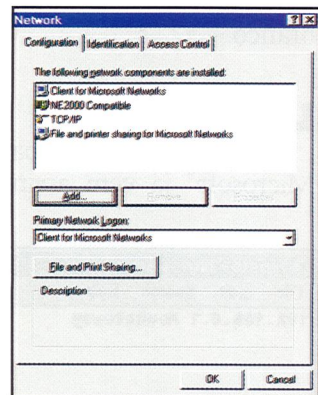 Network
Configuration Identification Access Control
The following network components are installed:
Client for Microsoft Networks
NE2000 Compatible
TCP/IP
File and printer sharing for Microsoft Networks
Add... Remove
Primary Network Logon:
Client for Microsoft Networks
File and Print Sharing...
Description
OK Cancel